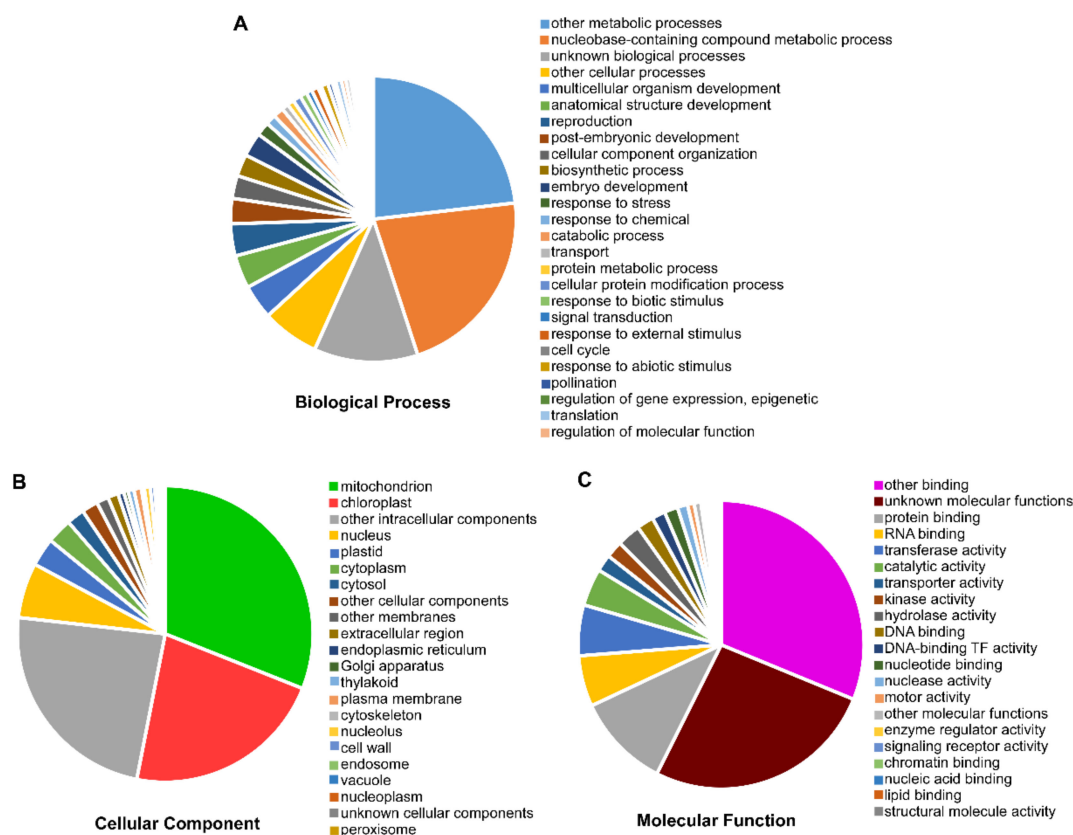 A
other metabolic processes
nucleobase-containing compound metabolic process
unknown biological processes
other cellular processes
multicellular organism development
anatomical structure development
reproduction
post-embryonic development
cellular component organization
biosynthetic process
embryo development
response to stress
response to chemical
catabolic process
transport
protein metabolic process
cellular protein modification process
response to biotic stimulus
signal transduction
response to external stimulus
cell cycle
response to abiotic stimulus
pollination
regulation of gene expression, epigenetic
translation
regulation of molecular function
Biological Process
B
mitochondrion
chloroplast
other intracellular components
nucleus
plastid
cytoplasm
cytosol
other cellular components
other membranes
extracellular region
endoplasmic reticulum
Golgi apparatus
thylakoid
plasma membrane
cytoskeleton
nucleolus
cell wall
endosome
vacuole
nucleoplasm
unknown cellular components
peroxisome
Cellular Component
C
other binding
unknown molecular functions
protein binding
RNA binding
transferase activity
catalytic activity
transporter activity
kinase activity
hydrolase activity
DNA binding
DNA-binding TF activity
nucleotide binding
nuclease activity
motor activity
other molecular functions
enzyme regulator activity
signaling receptor activity
chromatin binding
nucleic acid binding
lipid binding
structural molecule activity
Molecular Function